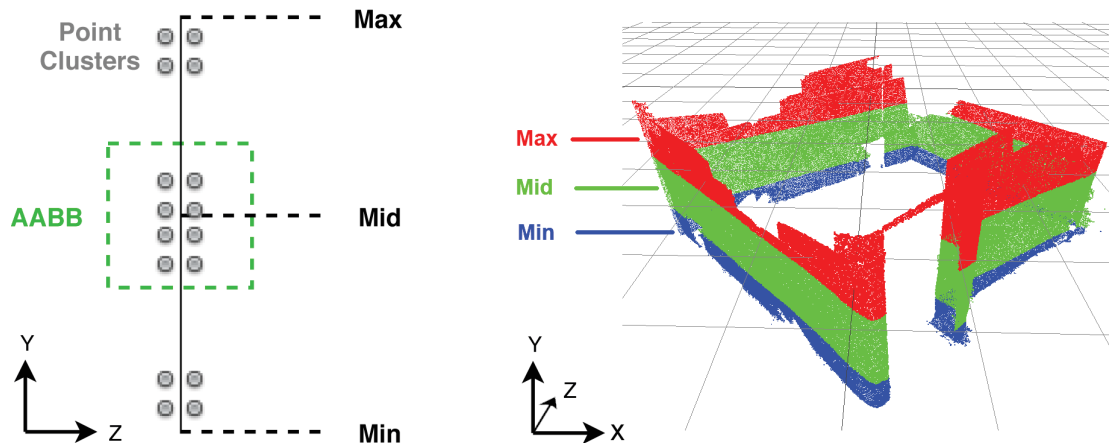 Point
Clusters
Max
AABB
Mid
Min
Y
Z
Max
Mid
Min
Y
Z
X